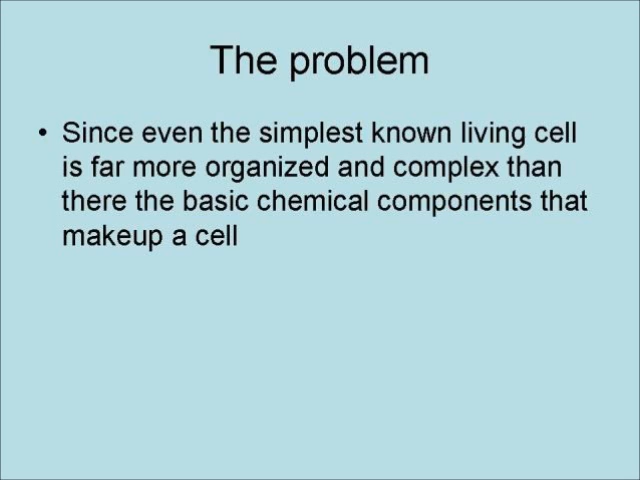 The problem
• Since even the simplest known living cell
is far more organized and complex than
there the basic chemical components that
makeup a cell